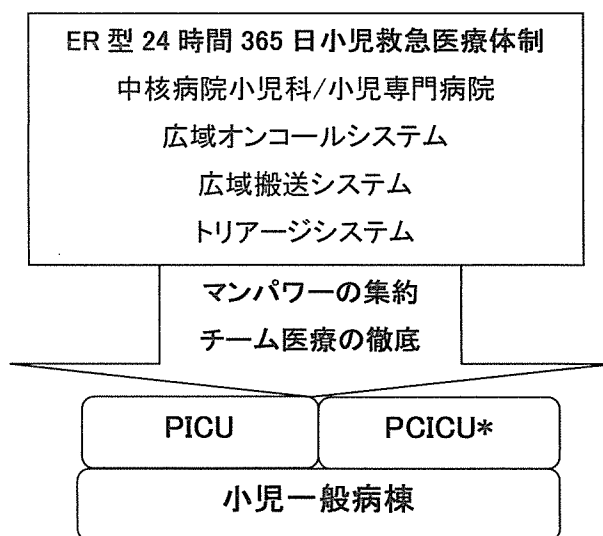 ER 型 24 時間 365 日小児救急医療体制
中核病院小児科/小児専門病院
広域オンコールシステム
広域搬送システム
トリアージシステム
マンパワーの集約
チーム医療の徹底
PICU
PCICU*
小児一般病棟